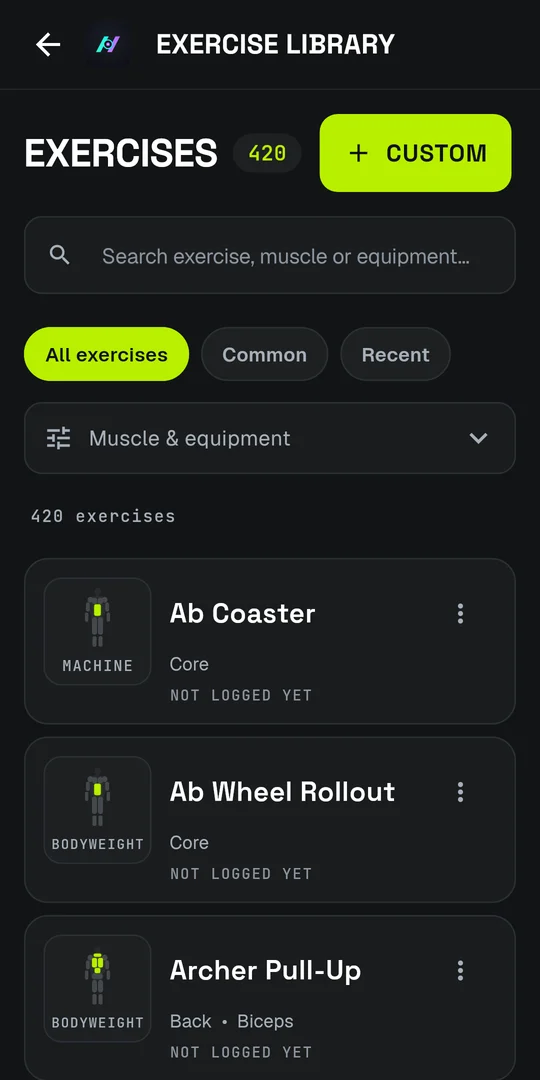 EXERCISE LIBRARY
EXERCISES 420 + CUSTOM
Search exercise, muscle or equipment…
All exercises Common Recent
Muscle & equipment
420 exercises
Ab Coaster
MACHINE
Core
NOT LOGGED YET
Ab Wheel Rollout
BODYWEIGHT
Core
NOT LOGGED YET
Archer Pull-Up
BODYWEIGHT
Back • Biceps
NOT LOGGED YET